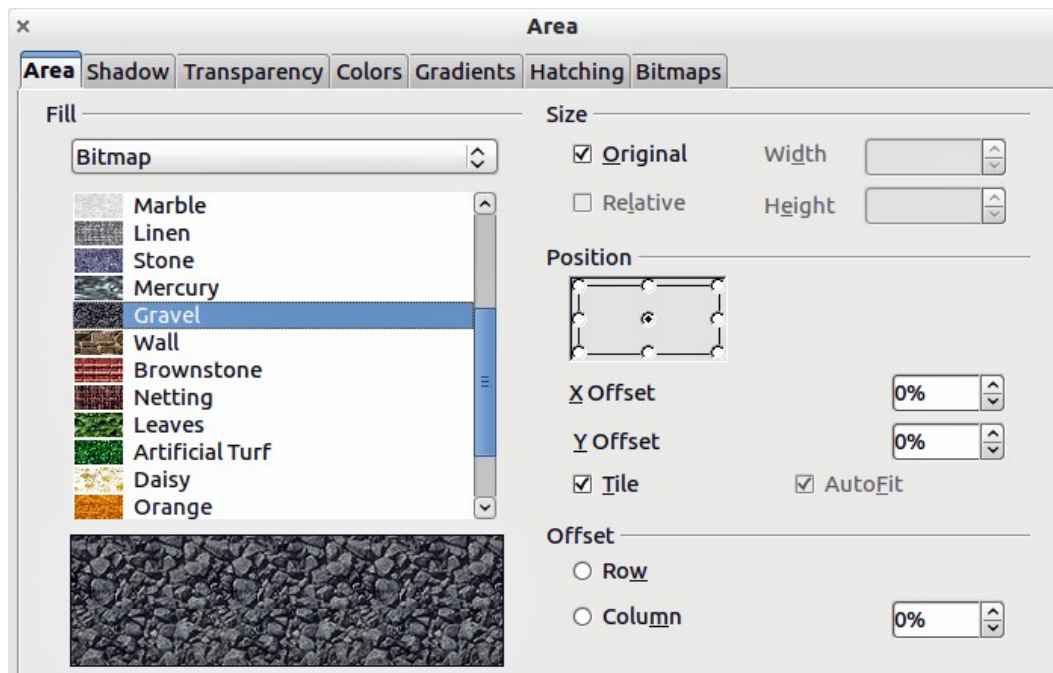 Area
Area Shadow Transparency Colors Gradients Hatching Bitmaps
Fill
Bitmap
Marble
Linen
Stone
Mercury
Gravel
Wall
Brownstone
Netting
Leaves
Artificial Turf
Daisy
Orange
Size
Original Width
Relative Height
Position
X Offset 0%
Y Offset 0%
Tile AutoFit
Offset
Row
Column 0%